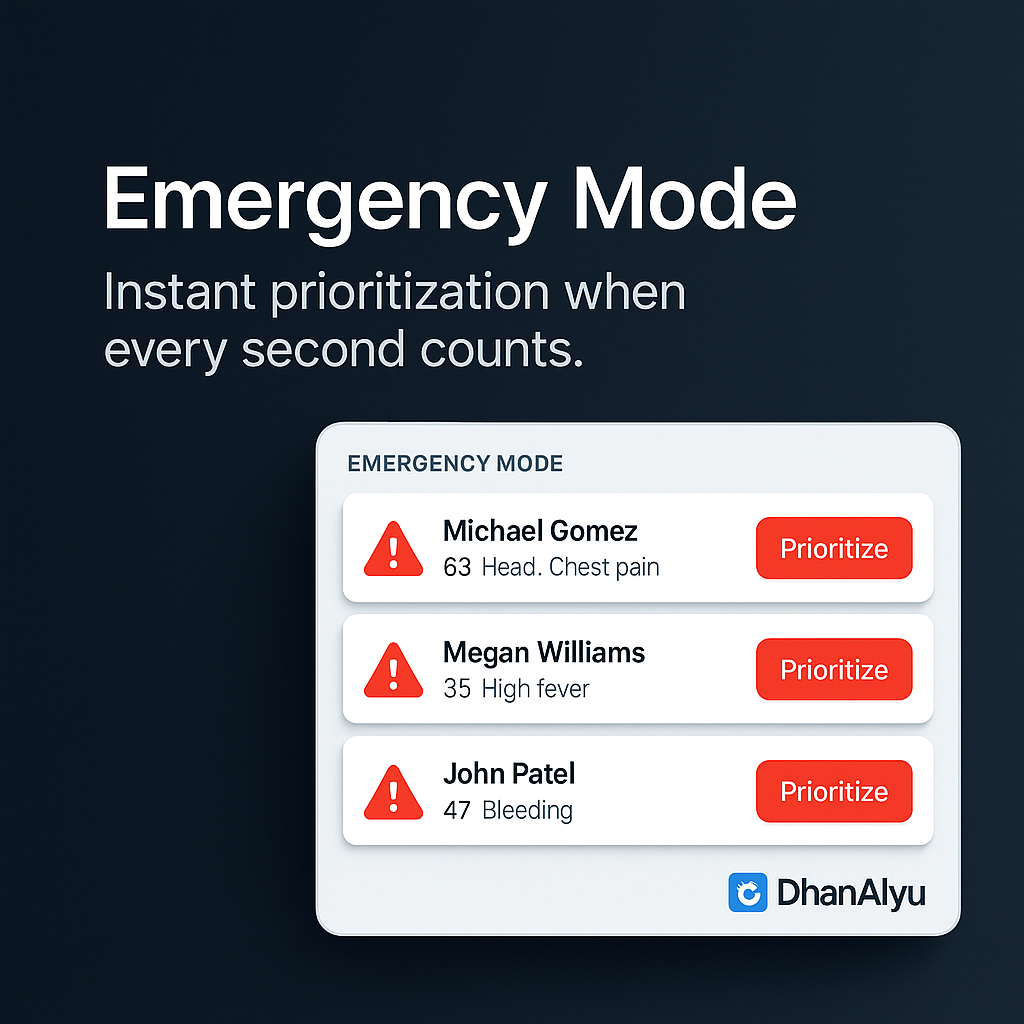 Emergency Mode
Instant prioritization when
every second counts.
EMERGENCY MODE
Michael Gomez
63 Head. Chest pain
Prioritize
Megan Williams
35 High fever
Prioritize
John Patel
47 Bleeding
Prioritize
DhanAIyu